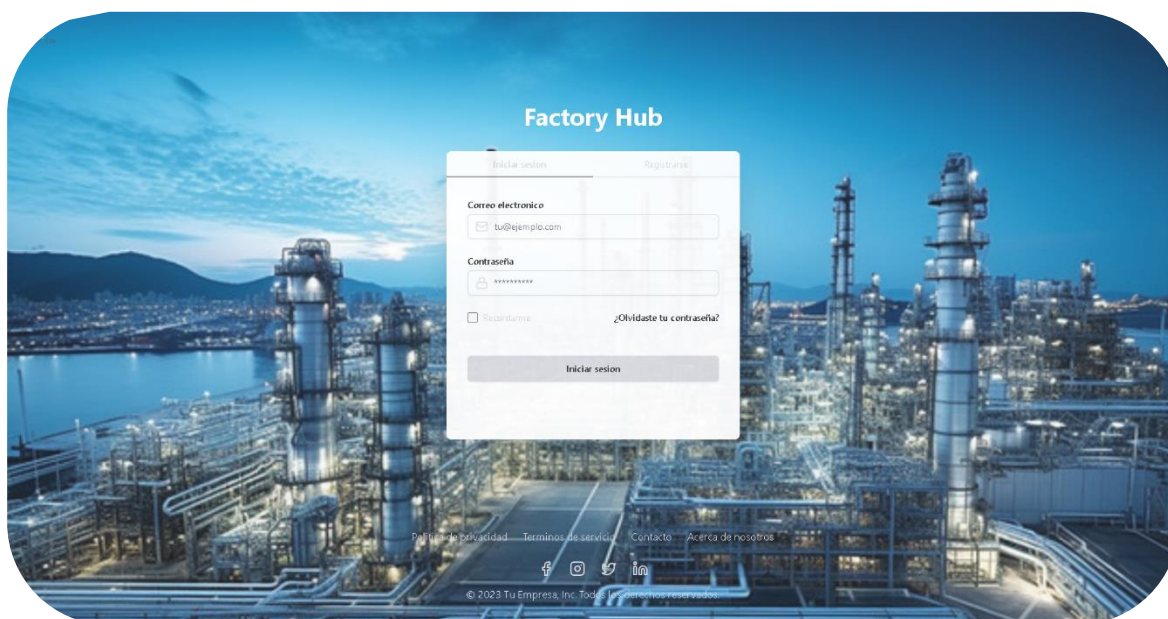 Factory Hub
Iniciar sesion Registrarse
Correo electronico
tu@ejemplo.com
Contraseña
**********
Recordarme ¿Olvidaste tu contraseña?
Iniciar sesion
Politica de privacidad Terminos de servicio Contacto Acerca de nosotros
© 2023 Tu Empresa, Inc. Todos los derechos reservados.